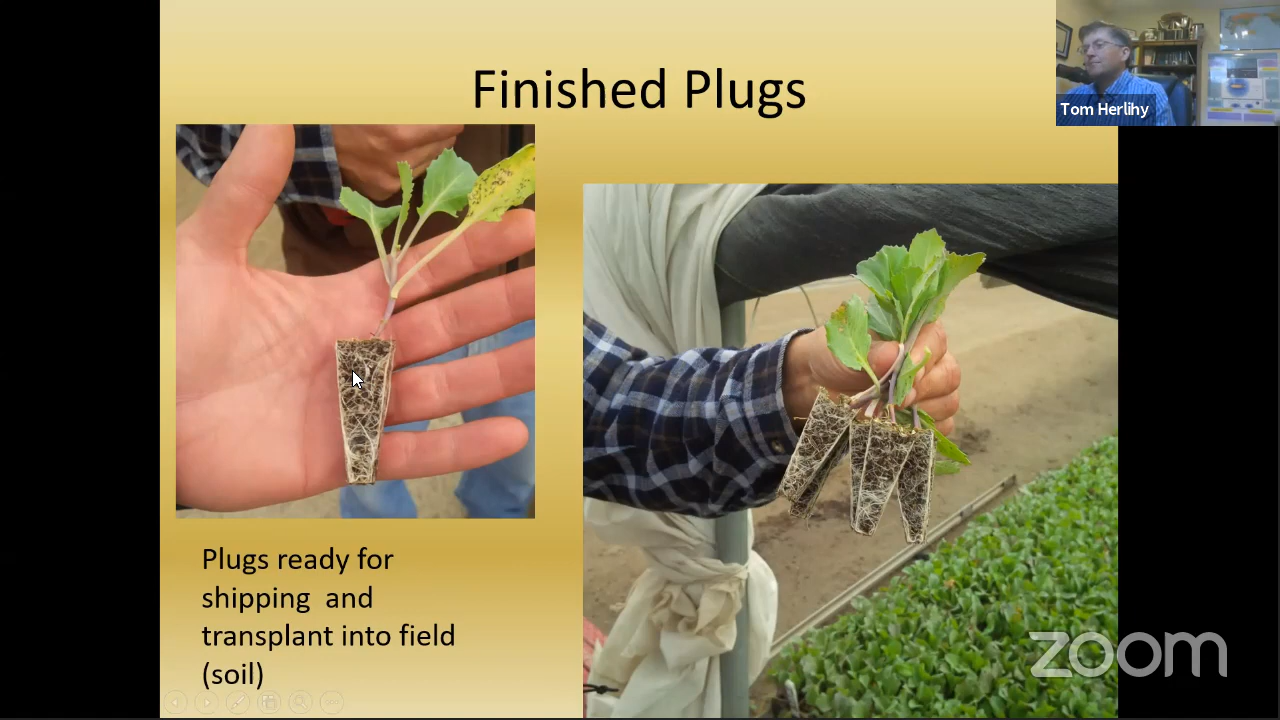 Finished Plugs
Tom Herlihy
Plugs ready for
shipping and
transplant into field
(soil)
zoom